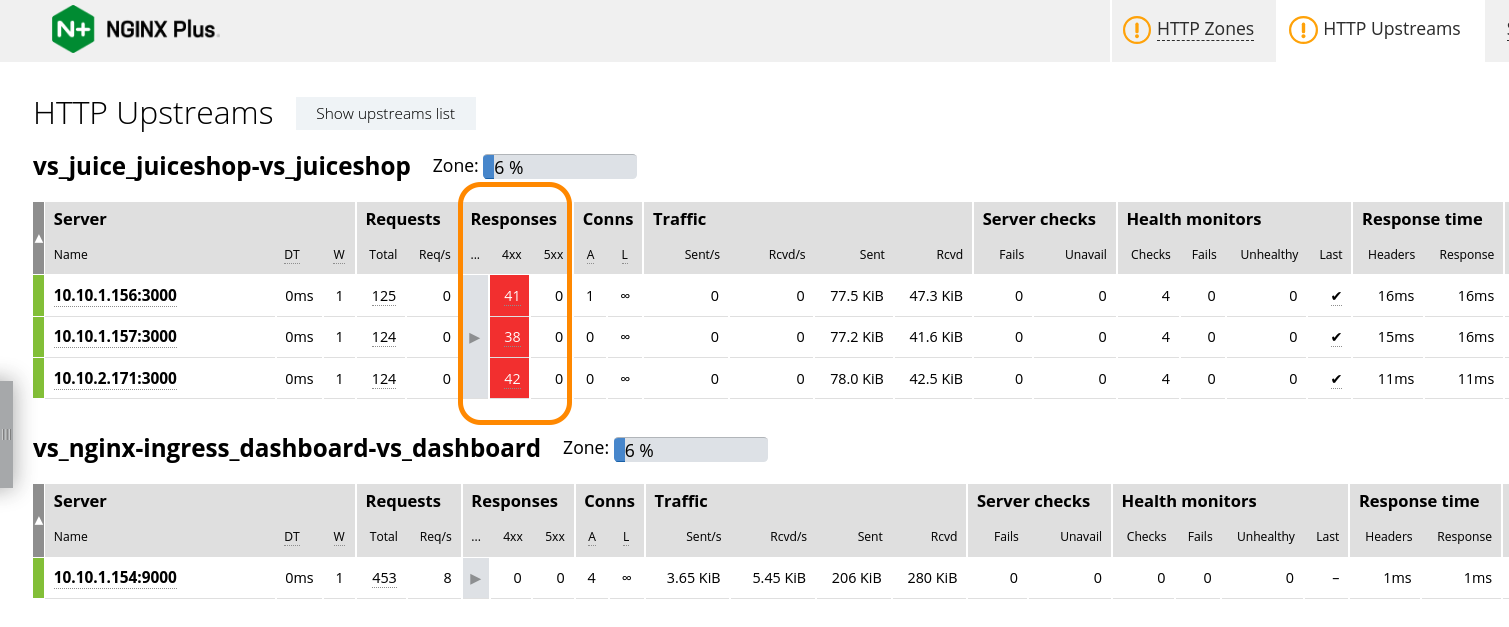 N+ NGINX Plus. HTTP Zones HTTP Upstreams
HTTP Upstreams Show upstreams list
vs_juice_juiceshop-vs_juiceshop Zone: 6 %
▲ Server Requests Responses Conns Traffic Server checks Health monitors Response time
Name DT W Total Req/s ... 4xx 5xx A L Sent/s Rcvd/s Sent Rcvd Fails Unavail Checks Fails Unhealthy Last Headers Response
10.10.1.156:3000 0ms 1 125 0 41 0 1 ∞ 0 0 77.5 KiB 47.3 KiB 0 0 4 0 0 ✔ 16ms 16ms
10.10.1.157:3000 0ms 1 124 0 ▶ 38 0 0 ∞ 0 0 77.2 KiB 41.6 KiB 0 0 4 0 0 ✔ 15ms 16ms
10.10.2.171:3000 0ms 1 124 0 42 0 0 ∞ 0 0 78.0 KiB 42.5 KiB 0 0 4 0 0 ✔ 11ms 11ms
vs_nginx-ingress_dashboard-vs_dashboard Zone: 6 %
▲ Server Requests Responses Conns Traffic Server checks Health monitors Response time
Name DT W Total Req/s ... 4xx 5xx A L Sent/s Rcvd/s Sent Rcvd Fails Unavail Checks Fails Unhealthy Last Headers Response
10.10.1.154:9000 0ms 1 453 8 ▶ 0 0 4 ∞ 3.65 KiB 5.45 KiB 206 KiB 280 KiB 0 0 0 0 0 – 1ms 1ms